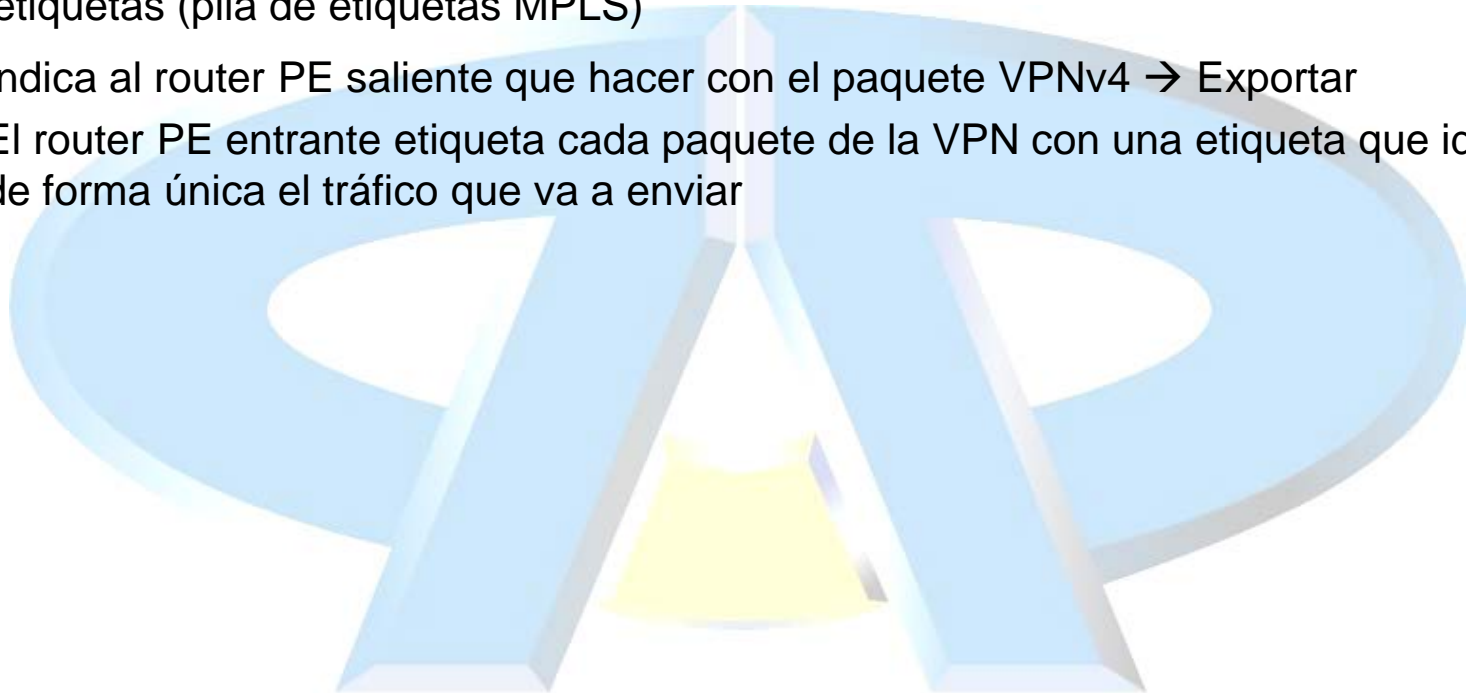 etiquetas (pila de etiquetas MPLS)
ndica al router PE saliente que hacer con el paquete VPNv4 → Exportar
El router PE entrante etiqueta cada paquete de la VPN con una etiqueta que
de forma única el tráfico que va a enviar